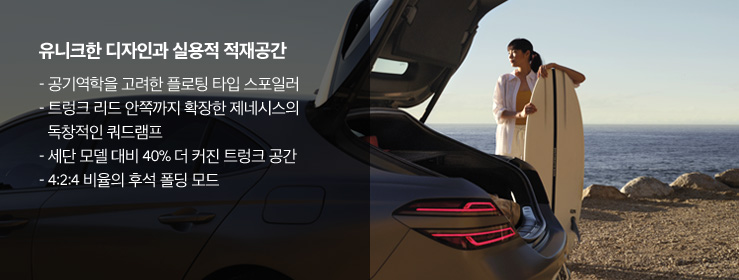 유니크한 디자인과 실용적 적재공간
- 공기역학을 고려한 플로팅 타입 스포일러
- 트렁크 리드 안쪽까지 확장한 제네시스의
독창적인 쿼드램프
- 세단 모델 대비 40% 더 커진 트렁크 공간
- 4:2:4 비율의 후석 폴딩 모드